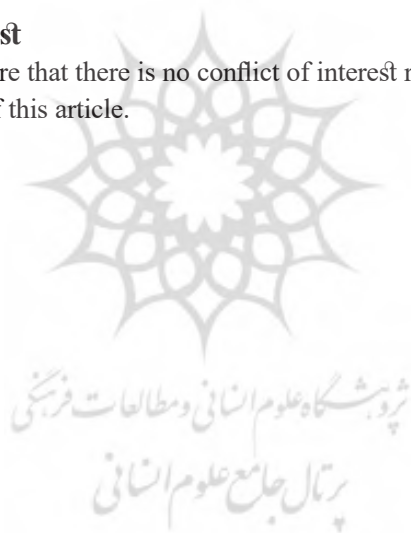 st
re that there is no conflict of interest r
f this article.
پژوهشگاه علوم انسانی و مطالعات فرهنگی
پرتال جامع علوم انسانی